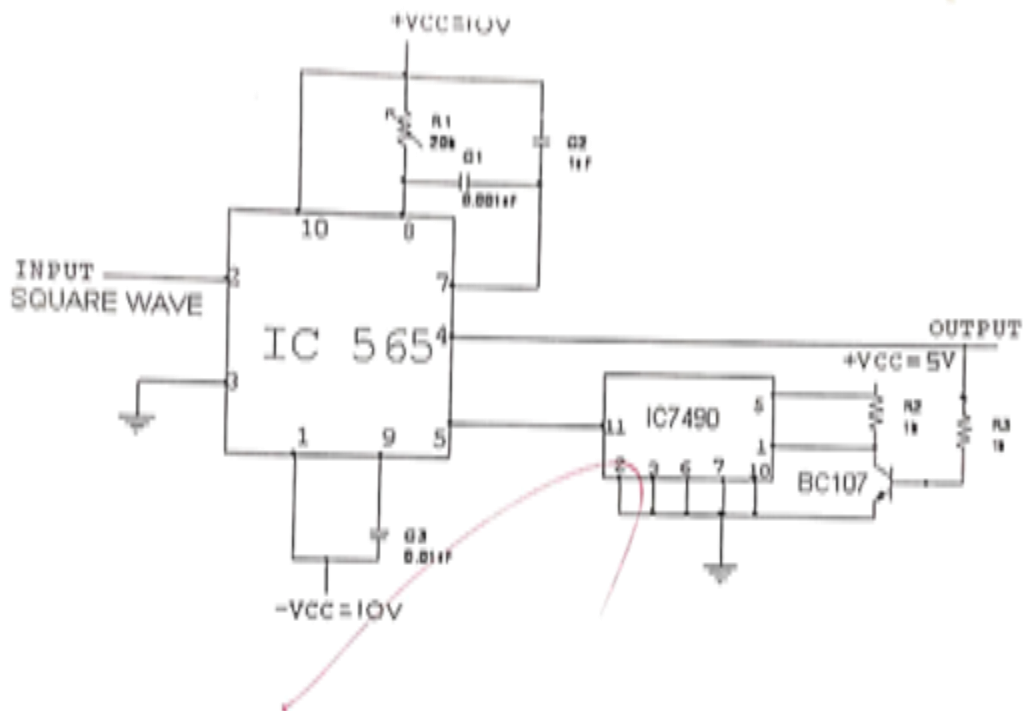 +VCC=10V
R1
20k
C1
0.001
C2
10
8
INPUT
2
SQUARE WAVE
7
IC 565
4
OUTPUT
+VCC=5V
3
IC7490
5
R2
1k
R3
1k
1
9
5
11
1
2
3
6
7
10
BC107
C3
0.01
-VCC=10V